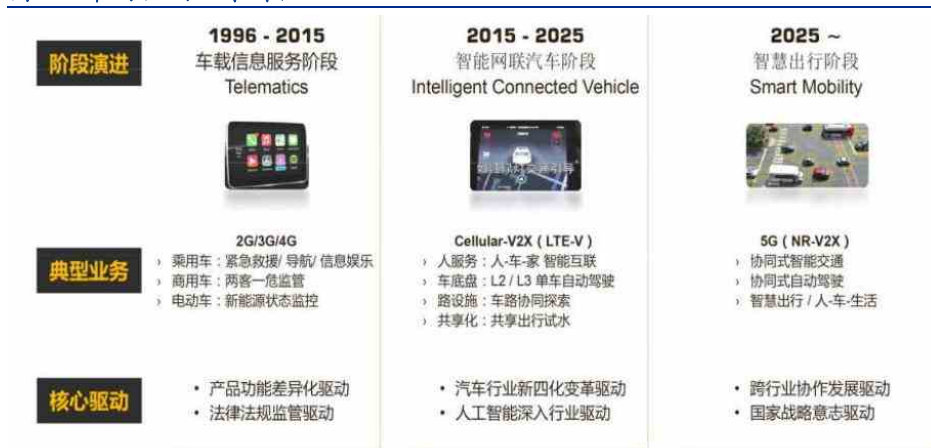 阶段演进
1996 - 2015
车载信息服务阶段
Telematics
2015 - 2025
智能网联汽车阶段
Intelligent Connected Vehicle
2025 ~
智慧出行阶段
Smart Mobility
典型业务
2G/3G/4G
› 乘用车：紧急救援/ 导航/ 信息娱乐
› 商用车：两客一危监管
› 电动车：新能源状态监控
Cellular-V2X ( LTE-V )
› 人服务：人-车-家 智能互联
› 车底盘：L2 / L3 单车自动驾驶
› 路设施：车路协同探索
› 共享化：共享出行试水
5G ( NR-V2X )
› 协同式智能交通
› 协同式自动驾驶
› 智慧出行 / 人-车-生活
核心驱动
• 产品功能差异化驱动
• 法律法规监管驱动
• 汽车行业新四化变革驱动
• 人工智能深入行业驱动
• 跨行业协作发展驱动
• 国家战略意志驱动